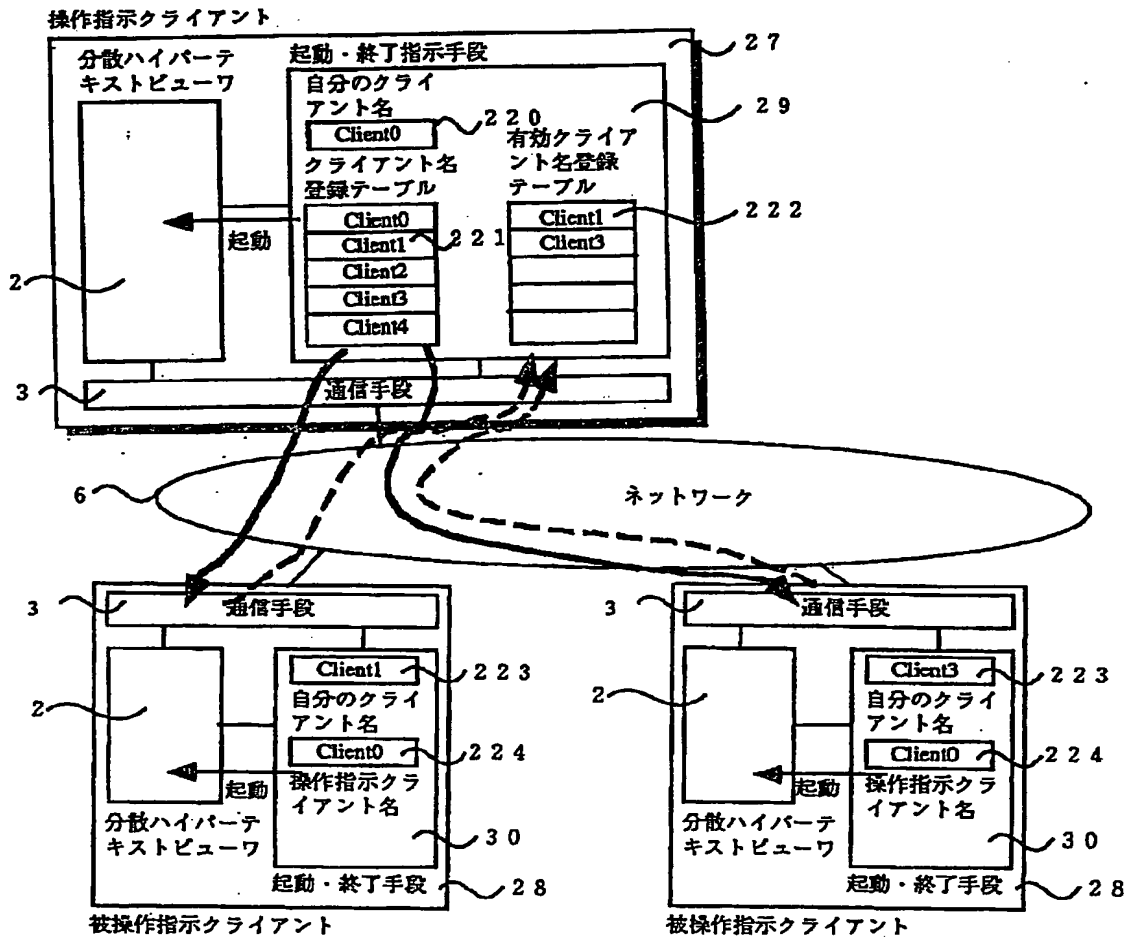 操作指示クライアント
27
分散ハイパーテ
キストビューワ
起動・終了指示手段
自分のクライ
アント名
29
Client0
220
クライアント名
登録テーブル
有効クライア
ント名登録
テーブル
Client0
Client1
Client2
Client3
Client4
221
Client1
Client3
222
起動
2
3
通信手段
6
ネットワーク
3
通信手段
2
Client1
223
自分のクライ
アント名
Client0
224
起動
操作指示クラ
イアント名
分散ハイパーテ
キストビューワ
30
起動・終了手段
28
被操作指示クライアント
3
通信手段
2
Client3
223
自分のクライ
アント名
Client0
224
起動
操作指示クラ
イアント名
分散ハイパーテ
キストビューワ
30
起動・終了手段
28
被操作指示クライアント